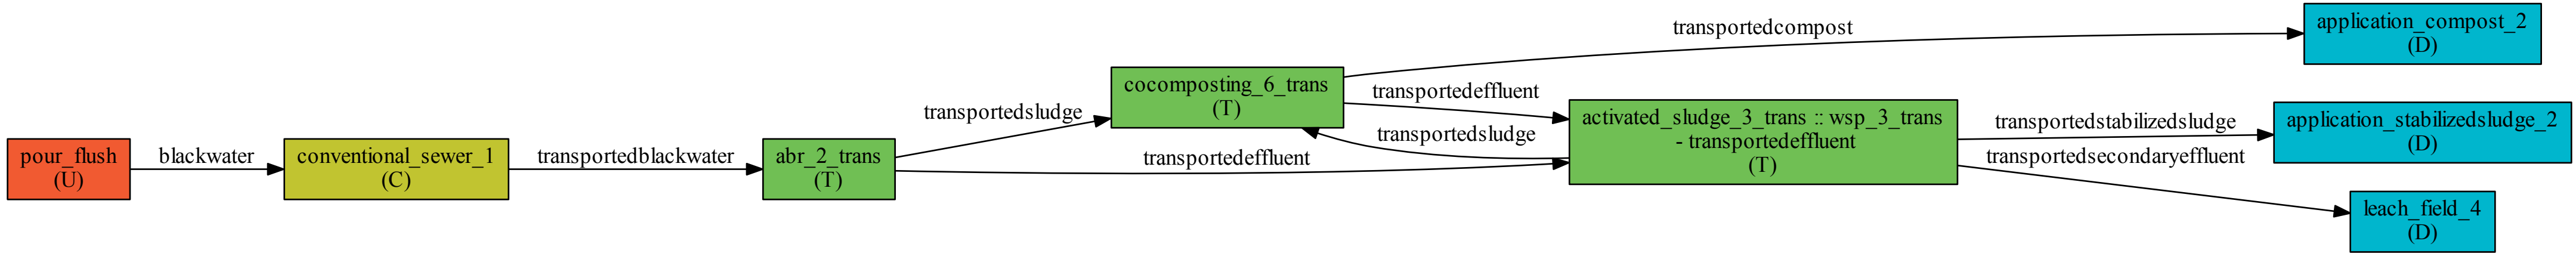 pour_flush
(U)
blackwater
conventional_sewer_1
(C)
transportedblackwater
abr_2_trans
(T)
transportedsludge
transportedeffluent
cocomposting_6_trans
(T)
transportedcompost
transportedeffluent
transportedsludge
activated_sludge_3_trans :: wsp_3_trans
- transportedeffluent
(T)
transportedstabilizedsludge
transportedsecondaryeffluent
application_compost_2
(D)
application_stabilizedsludge_2
(D)
leach_field_4
(D)